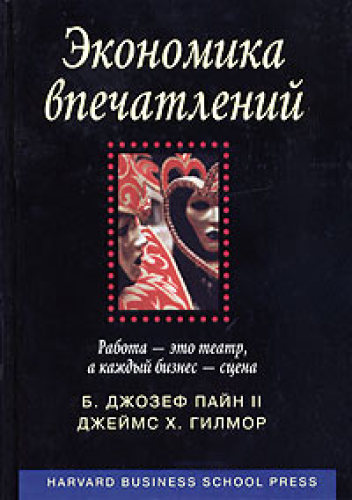 Экономика
впечатлений
Работа — это театр,
а каждый бизнес — сцена
Б. ДЖОЗЕФ ПАЙН II
ДЖЕЙМС Х. ГИЛМОР
HARVARD BUSINESS SCHOOL PRESS